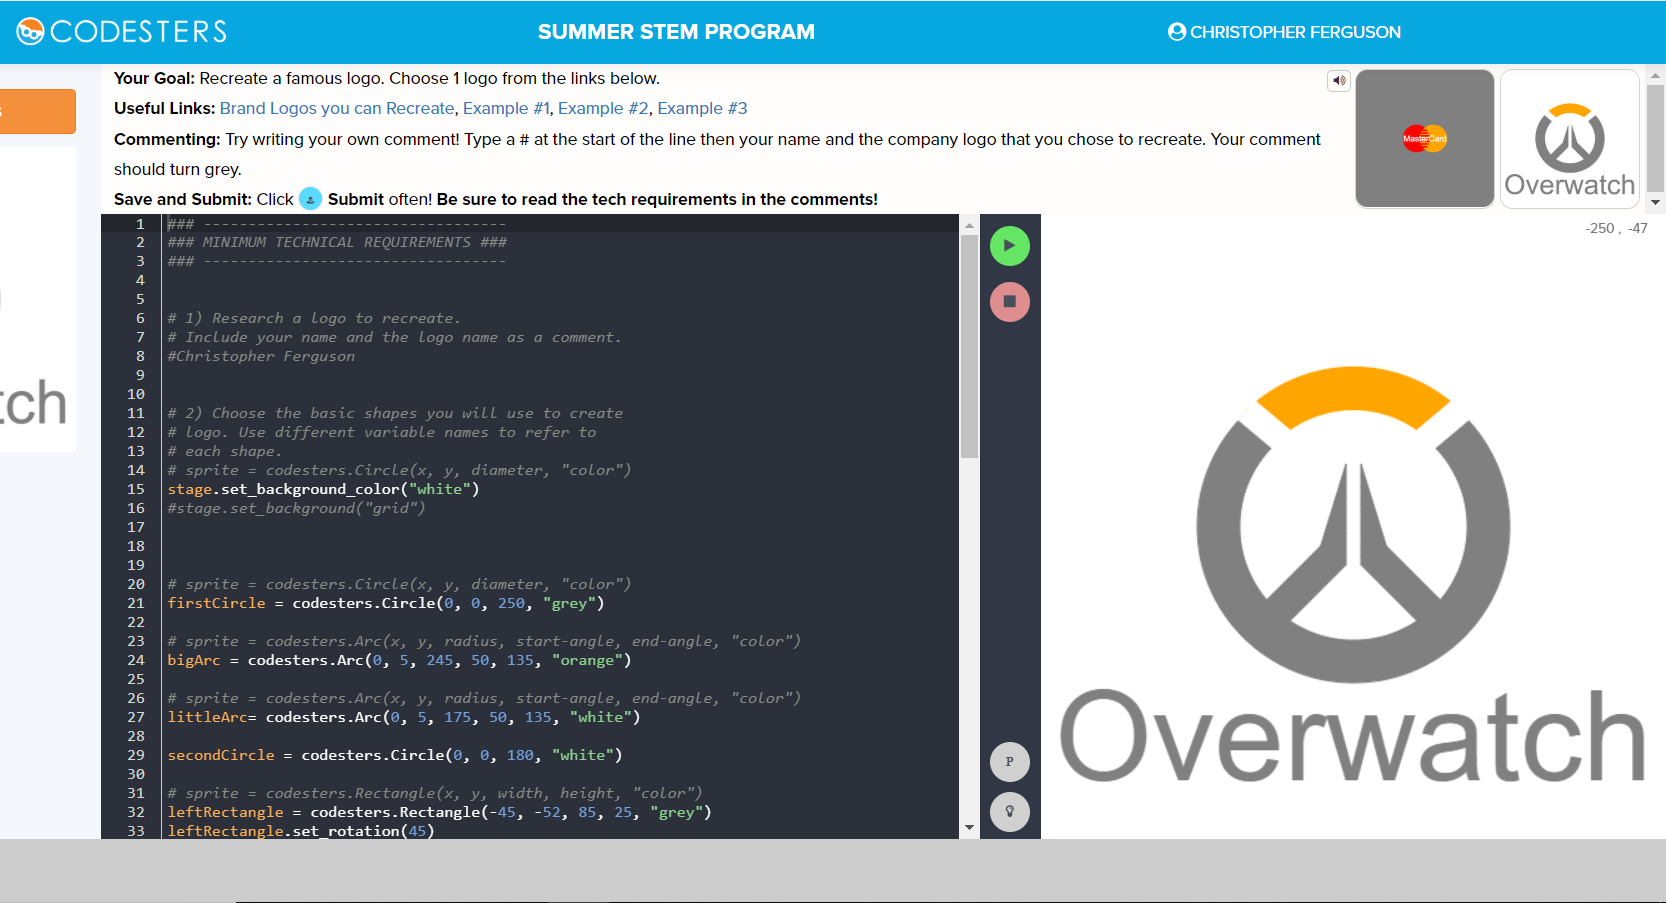 CODESTERS
SUMMER STEM PROGRAM
CHRISTOPHER FERGUSON
Your Goal: Recreate a famous logo. Choose 1 logo from the links below.
Useful Links: Brand Logos you can Recreate, Example #1, Example #2, Example #3
Commenting: Try writing your own comment! Type a # at the start of the line then your name and the company logo that you chose to recreate. Your comment
should turn grey.
Save and Submit: Click Submit often! Be sure to read the tech requirements in the comments!
MasterCard
Overwatch
s
tch
1 ### ----------------------------------
2 ### MINIMUM TECHNICAL REQUIREMENTS ###
3 ### ----------------------------------
4
5
6 # 1) Research a logo to recreate.
7 # Include your name and the logo name as a comment.
8 #Christopher Ferguson
9
10
11 # 2) Choose the basic shapes you will use to create
12 # logo. Use different variable names to refer to
13 # each shape.
14 # sprite = codesters.Circle(x, y, diameter, "color")
15 stage.set_background_color("white")
16 #stage.set_background("grid")
17
18
19
20 # sprite = codesters.Circle(x, y, diameter, "color")
21 firstCircle = codesters.Circle(0, 0, 250, "grey")
22
23 # sprite = codesters.Arc(x, y, radius, start-angle, end-angle, "color")
24 bigArc = codesters.Arc(0, 5, 245, 50, 135, "orange")
25
26 # sprite = codesters.Arc(x, y, radius, start-angle, end-angle, "color")
27 littleArc= codesters.Arc(0, 5, 175, 50, 135, "white")
28
29 secondCircle = codesters.Circle(0, 0, 180, "white")
30
31 # sprite = codesters.Rectangle(x, y, width, height, "color")
32 leftRectangle = codesters.Rectangle(-45, -52, 85, 25, "grey")
33 leftRectangle.set_rotation(45)
P
-250 , -47
Overwatch